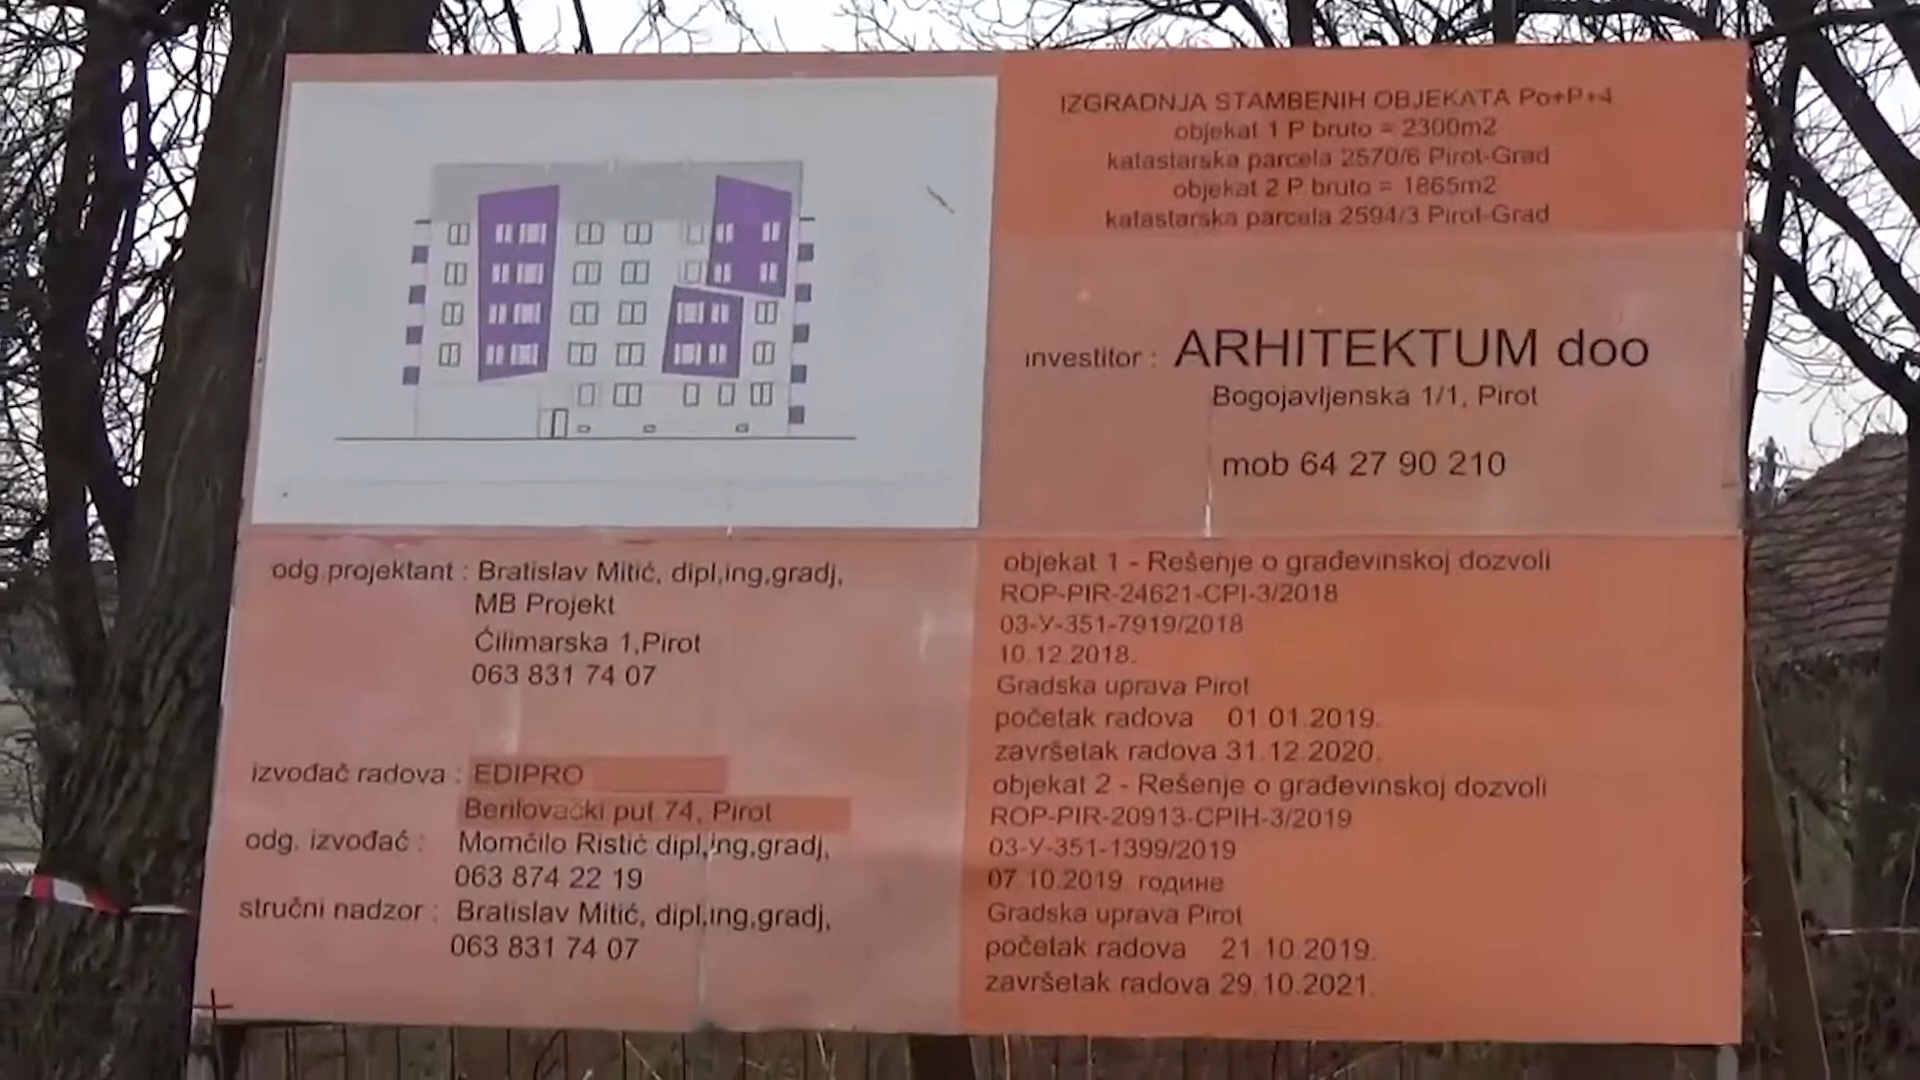 IZGRADNJA STAMBENIH OBJEKATA Po+P+4
objekat 1 P bruto = 2300m2
katastarska parcela 2570/6 Pirot-Grad
objekat 2 P bruto = 1865m2
katastarska parcela 2594/3 Pirot-Grad
investitor : ARHITEKTUM doo
Bogojavljenska 1/1, Pirot
mob 64 27 90 210
odg.projektant : Bratislav Mitić, dipl,ing,gradj,
MB Projekt
Ćilimarska 1,Pirot
063 831 74 07
izvođač radova : EDIPRO
Berilovački put 74, Pirot
odg. izvođač : Momčilo Ristić dipl,ing,gradj,
063 874 22 19
stručni nadzor : Bratislav Mitić, dipl,ing,gradj,
063 831 74 07
objekat 1 - Rešenje o građevinskoj dozvoli
ROP-PIR-24621-CPI-3/2018
03-У-351-7919/2018
10.12.2018.
Gradska uprava Pirot
početak radova 01.01.2019.
završetak radova 31.12.2020.
objekat 2 - Rešenje o građevinskoj dozvoli
ROP-PIR-20913-CPIH-3/2019
03-У-351-1399/2019
07.10.2019 године
Gradska uprava Pirot
početak radova 21.10.2019.
završetak radova 29.10.2021.